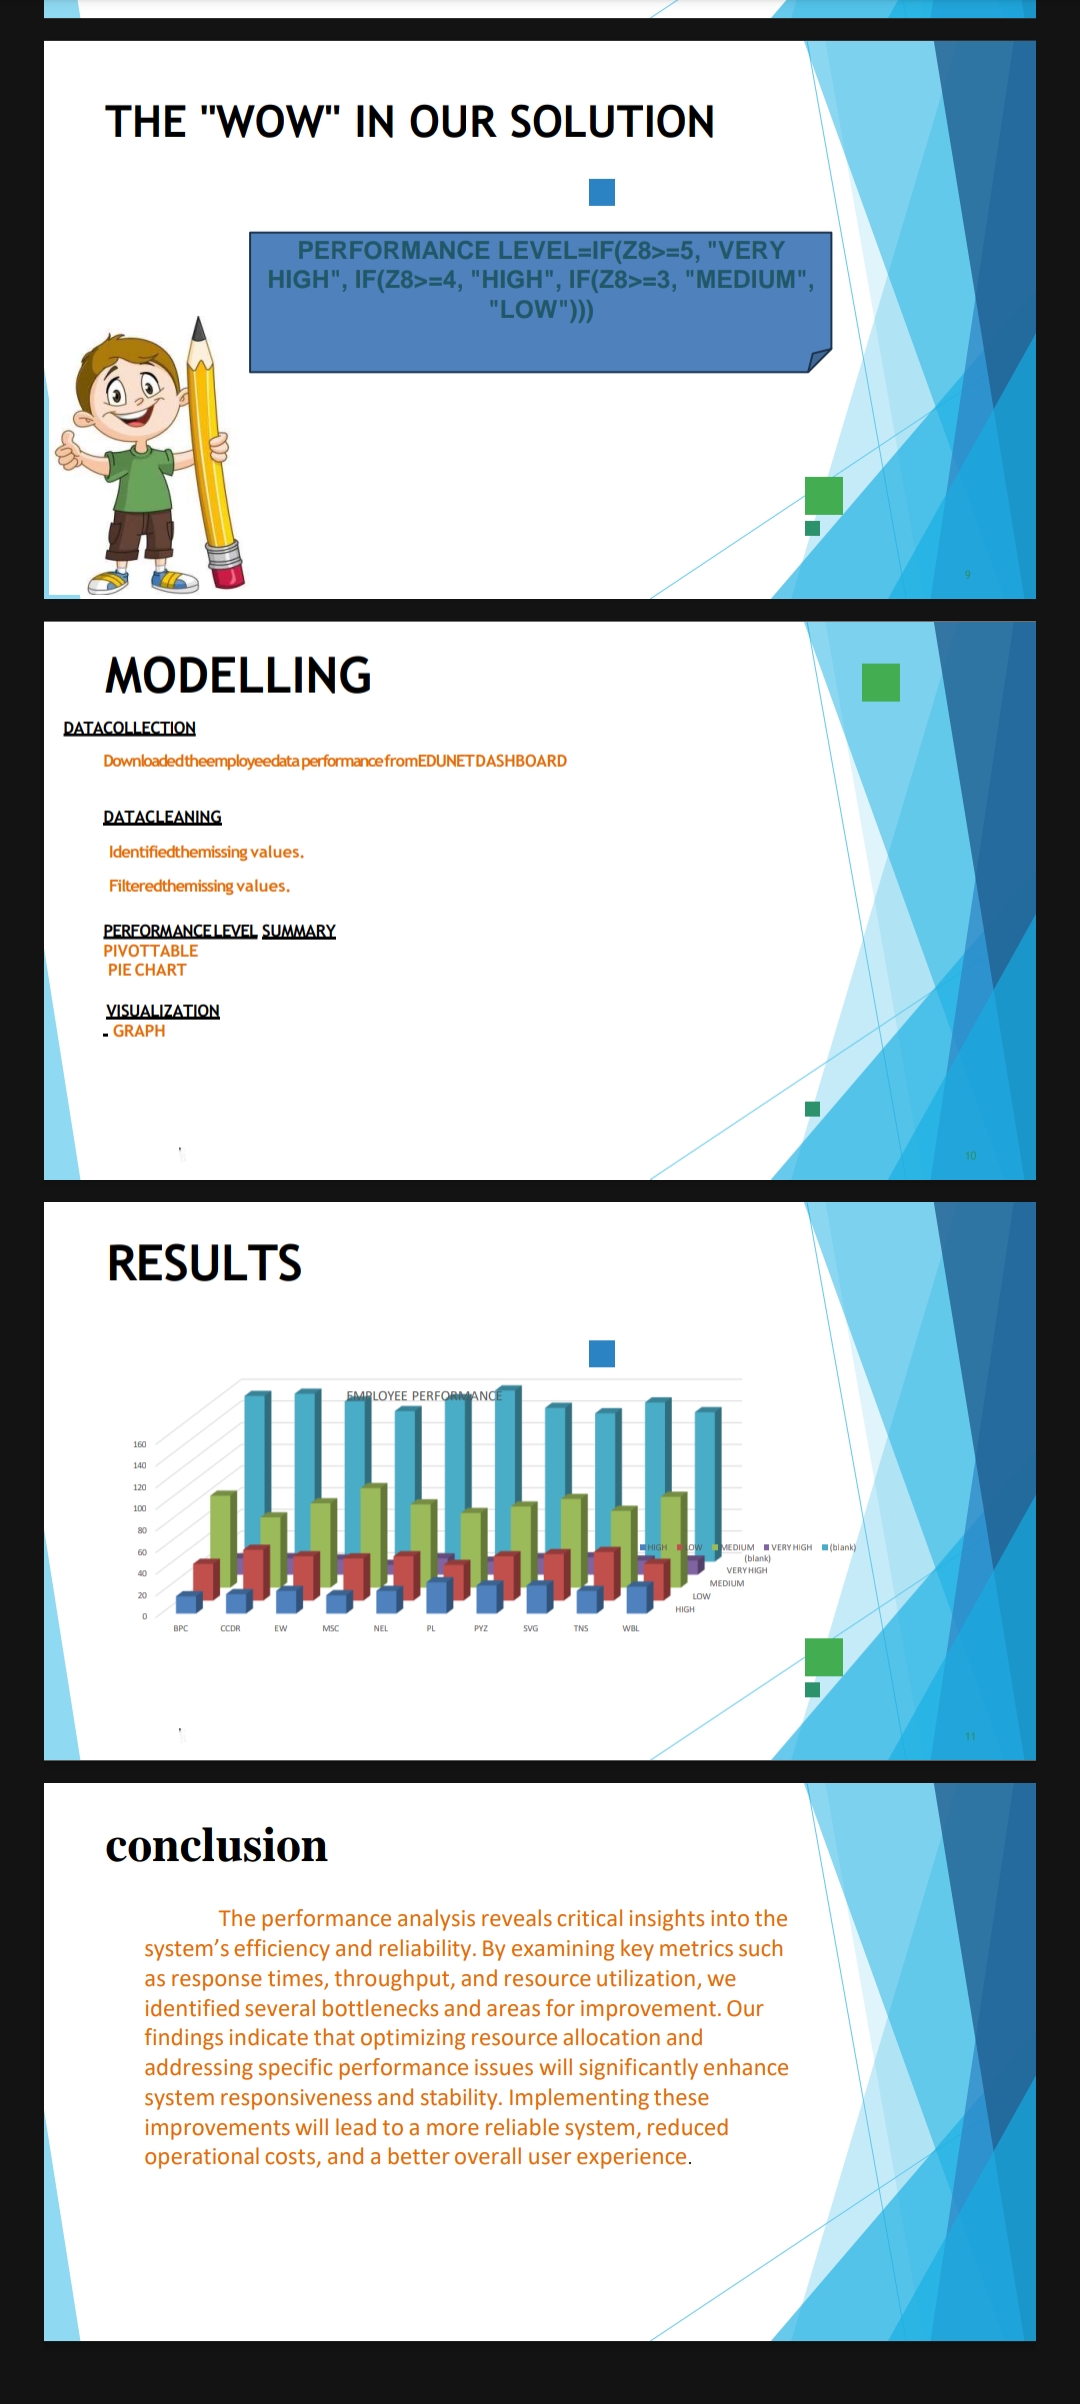 THE "WOW" IN OUR SOLUTION
PERFORMANCE LEVEL=IF(Z8>=5, "VERY
HIGH", IF(Z8>=4, "HIGH", IF(Z8>=3, "MEDIUM",
"LOW")))
9
MODELLING
DATACOLLECTION
Downloadedtheemployeedata performancefromEDUNETDASHBOARD
DATACLEANING
Identifiedthemissing values.
Filteredthemissing values.
PERFORMANCELEVEL SUMMARY
PIVOTTABLE
PIE CHART
VISUALIZATION
- GRAPH
10
RESULTS
EMPLOYEE PERFORMANCE
160
140
120
100
80
60
40
20
0
HIGH LOW MEDIUM VERY HIGH (blank)
(blank)
VERY HIGH
MEDIUM
LOW
HIGH
BPC CCDR EW MSC NEL PL PYZ SVG TNS WBL
11
conclusion
The performance analysis reveals critical insights into the
system’s efficiency and reliability. By examining key metrics such
as response times, throughput, and resource utilization, we
identified several bottlenecks and areas for improvement. Our
findings indicate that optimizing resource allocation and
addressing specific performance issues will significantly enhance
system responsiveness and stability. Implementing these
improvements will lead to a more reliable system, reduced
operational costs, and a better overall user experience.